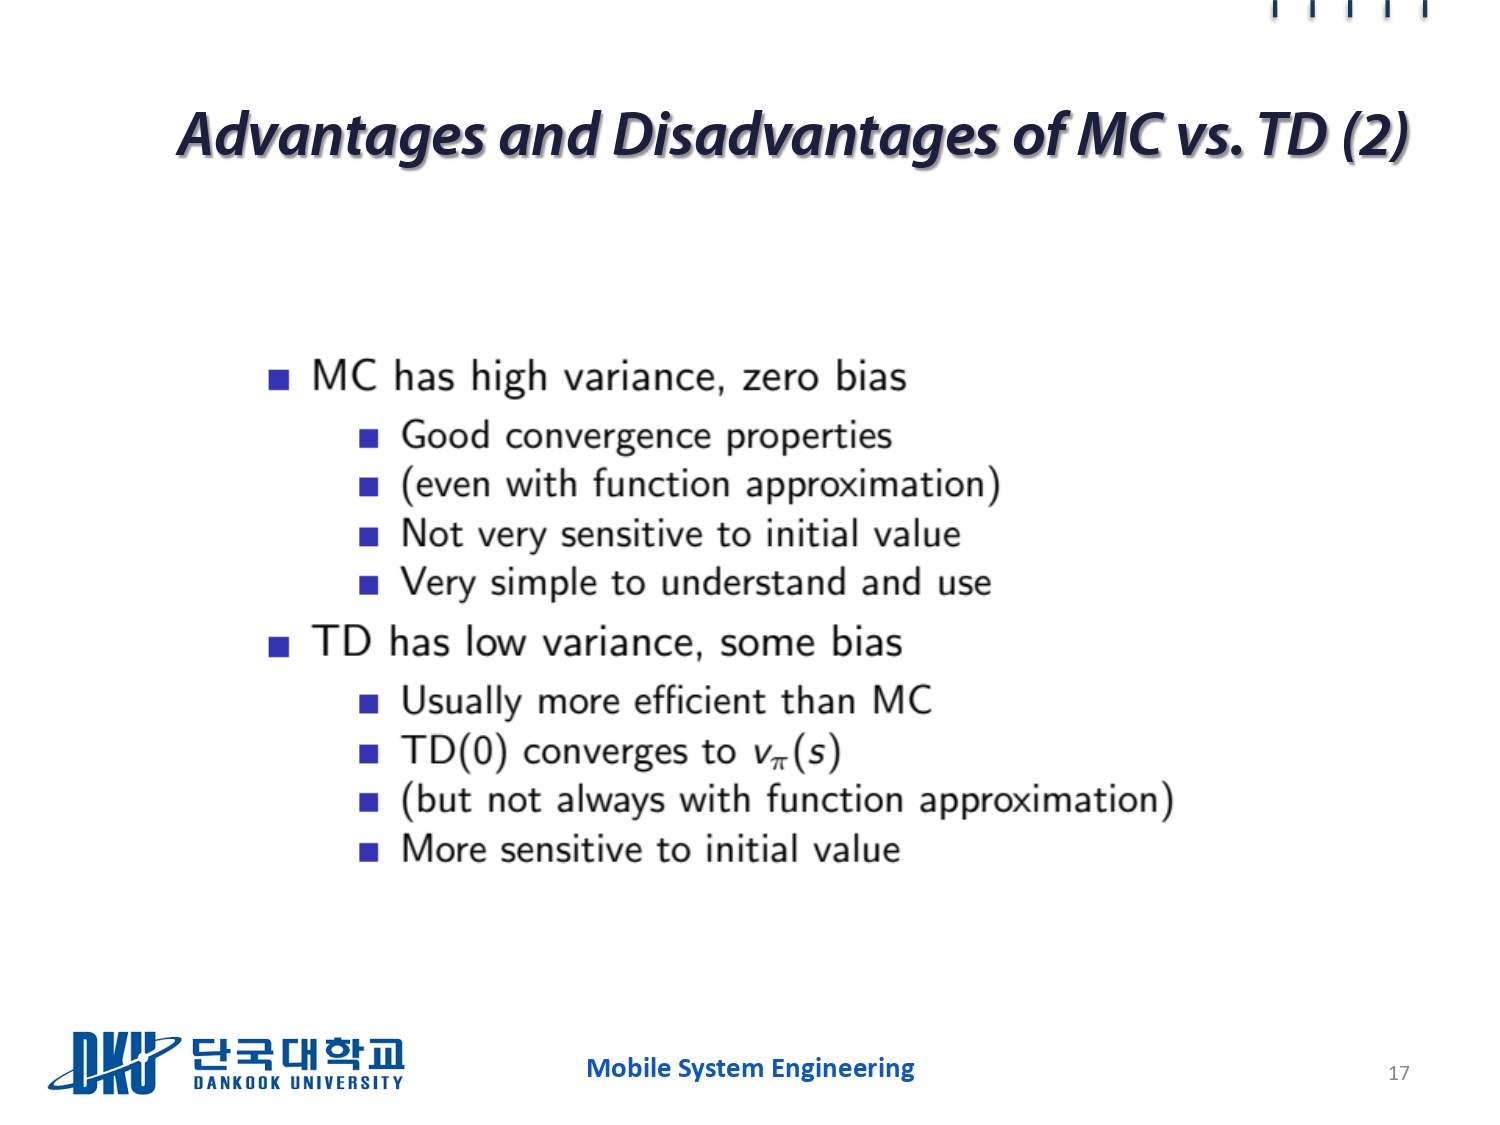 Advantages and Disadvantages of MC vs. TD (2)
MC has high variance, zero bias
Good convergence properties
(even with function approximation)
Not very sensitive to initial value
Very simple to understand and use
TD has low variance, some bias
Usually more efficient than MC
TD(0) converges to vπ(s)
(but not always with function approximation)
More sensitive to initial value
DKU 단국대학교
DANKOOK UNIVERSITY
Mobile System Engineering
17